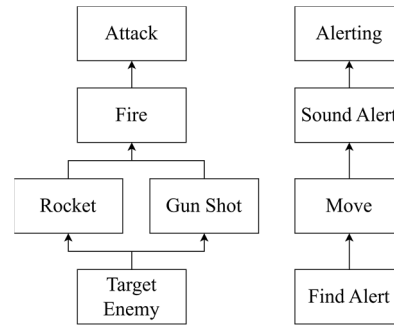 Attack
Alerting
Fire
Sound Alert
Rocket
Gun Shot
Move
Target
Enemy
Find Alert